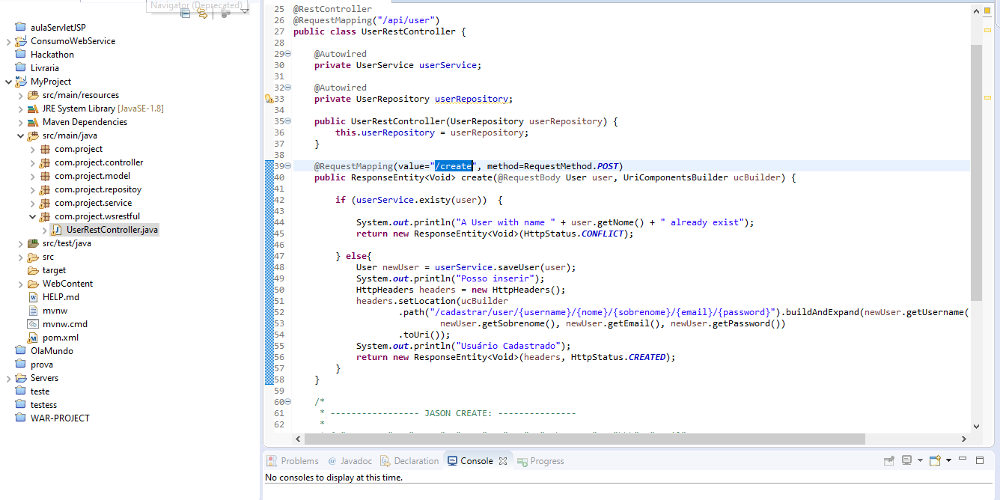 Navigator (Deprecated)
aulaServletJSP
ConsumoWebService
Hackathon
Livraria
MyProject
src/main/resources
JRE System Library [JavaSE-1.8]
Maven Dependencies
src/main/java
com.project
com.project.controller
com.project.model
com.project.repositoy
com.project.service
com.project.wsrestful
UserRestController.java
src/test/java
src
target
WebContent
HELP.md
mvnw
mvnw.cmd
pom.xml
OlaMundo
prova
Servers
teste
testess
WAR-PROJECT
25 @RestController
26 @RequestMapping("/api/user")
27 public class UserRestController {
28
29 @Autowired
30 private UserService userService;
31
32 @Autowired
33 private UserRepository userRepository;
34
35 public UserRestController(UserRepository userRepository) {
36 this.userRepository = userRepository;
37 }
38
39 @RequestMapping(value="/create", method=RequestMethod.POST)
40 public ResponseEntity<Void> create(@RequestBody User user, UriComponentsBuilder ucBuilder) {
41
42 if (userService.existy(user)) {
43
44 System.out.println("A User with name " + user.getNome() + " already exist");
45 return new ResponseEntity<Void>(HttpStatus.CONFLICT);
46
47 } else{
48 User newUser = userService.saveUser(user);
49 System.out.println("Posso inserir");
50 HttpHeaders headers = new HttpHeaders();
51 headers.setLocation(ucBuilder
52 .path("/cadastrar/user/{username}/{nome}/{sobrenome}/{email}/{password}").buildAndExpand(newUser.getUsername(
53 newUser.getSobrenome(), newUser.getEmail(), newUser.getPassword())
54 .toUri());
55 System.out.println("Usuário Cadastrado");
56 return new ResponseEntity<Void>(headers, HttpStatus.CREATED);
57 }
58 }
59
60 /*
61 * ----------------- JASON CREATE: ---------------
62 *
Problems @ Javadoc Declaration Console Progress
No consoles to display at this time.